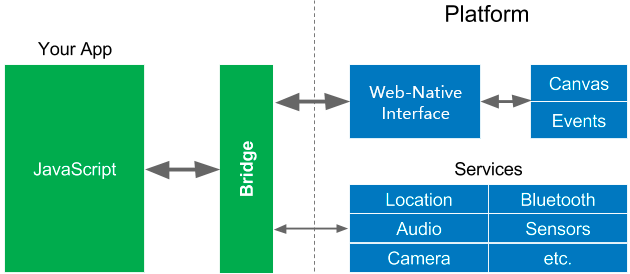 Platform
Your App
JavaScript
Bridge
Web-Native
Interface
Canvas
Events
Services
Location
Bluetooth
Audio
Sensors
Camera
etc.